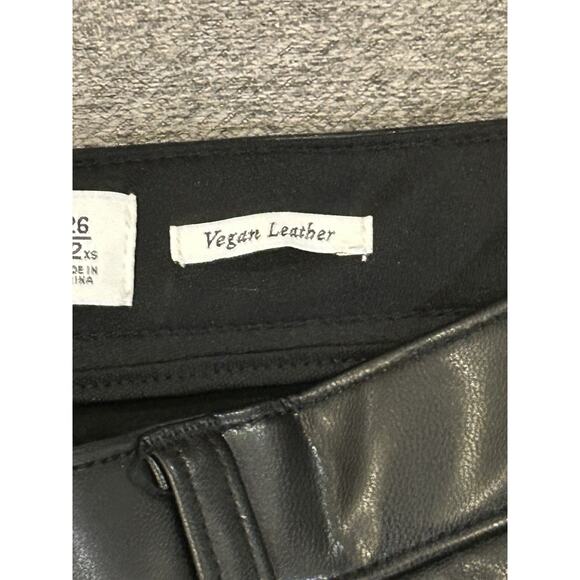 26
2 XS
DE IN
INA
Vegan Leather